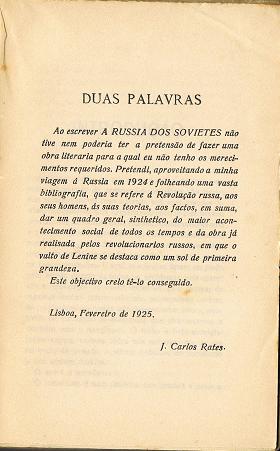 DUAS PALAVRAS
Ao escrever A RUSSIA DOS SOVIETES não
tive nem poderia ter a pretensão de fazer uma
obra literaria para a qual eu não tenho os mereci-
mentos requeridos. Pretendi, aproveitando a minha
viagem á Russia em 1924 e folheando uma vasta
bibliografia, que se refere á Revolução russa, aos
seus homens, ás suas teorias, aos factos, em suma,
dar um quadro geral, sinthetico, do maior acon-
tecimento social de todos os tempos e da obra já
realisada pelos revolucionarios russos, em que o
vulto de Lenine se destaca como um sol de primeira
grandeza.
Este objectivo creio tê-lo conseguido.
Lisboa, Fevereiro de 1925.
J. Carlos Rates.